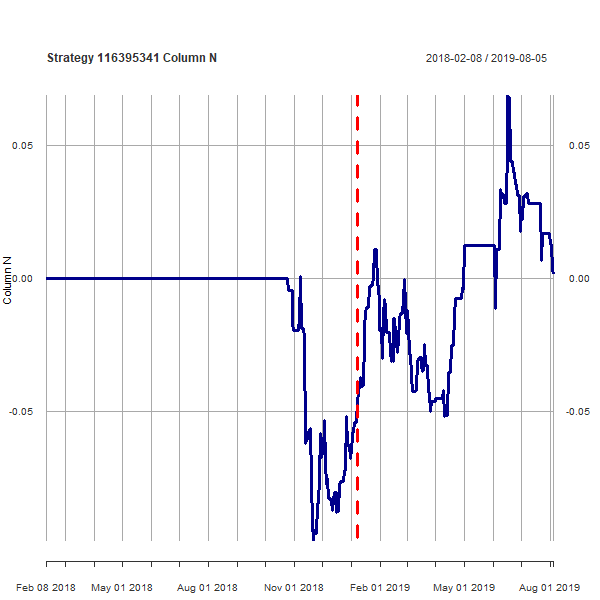 Strategy 116395341 Column N
2018-02-08 / 2019-08-05
0.05
0.05
0.00
0.00
Column N
-0.05
-0.05
Feb 08 2018
May 01 2018
Aug 01 2018
Nov 01 2018
Feb 01 2019
May 01 2019
Aug 01 2019